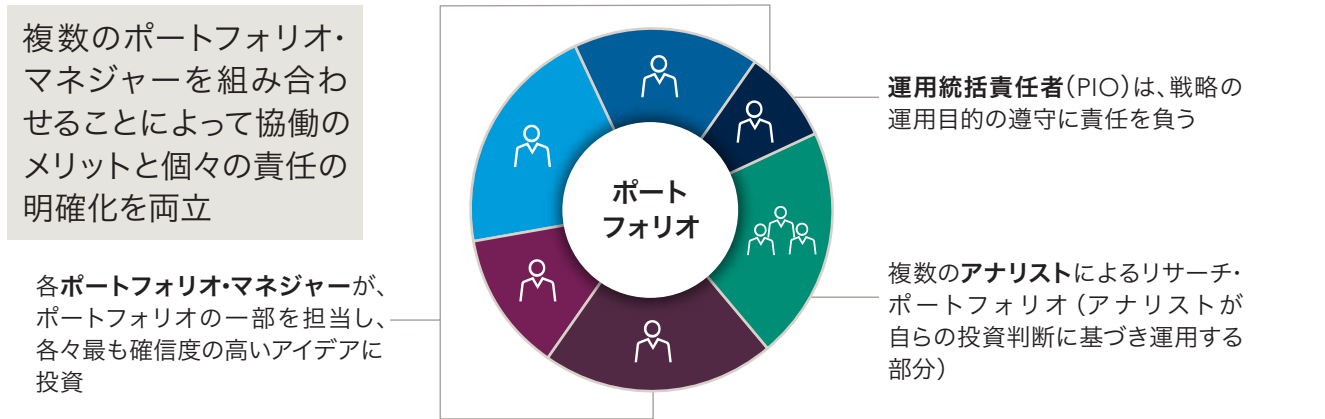 複数のポートフォリオ・
マネジャーを組み合わ
せることによって協働の
メリットと個々の責任の
明確化を両立
各ポートフォリオ・マネジャーが、
ポートフォリオの一部を担当し、
各々最も確信度の高いアイデアに
投資
ポート
フォリオ
運用統括責任者(PIO)は、戦略の
運用目的の遵守に責任を負う
複数のアナリストによるリサーチ・
ポートフォリオ(アナリストが
自らの投資判断に基づき運用する
部分)